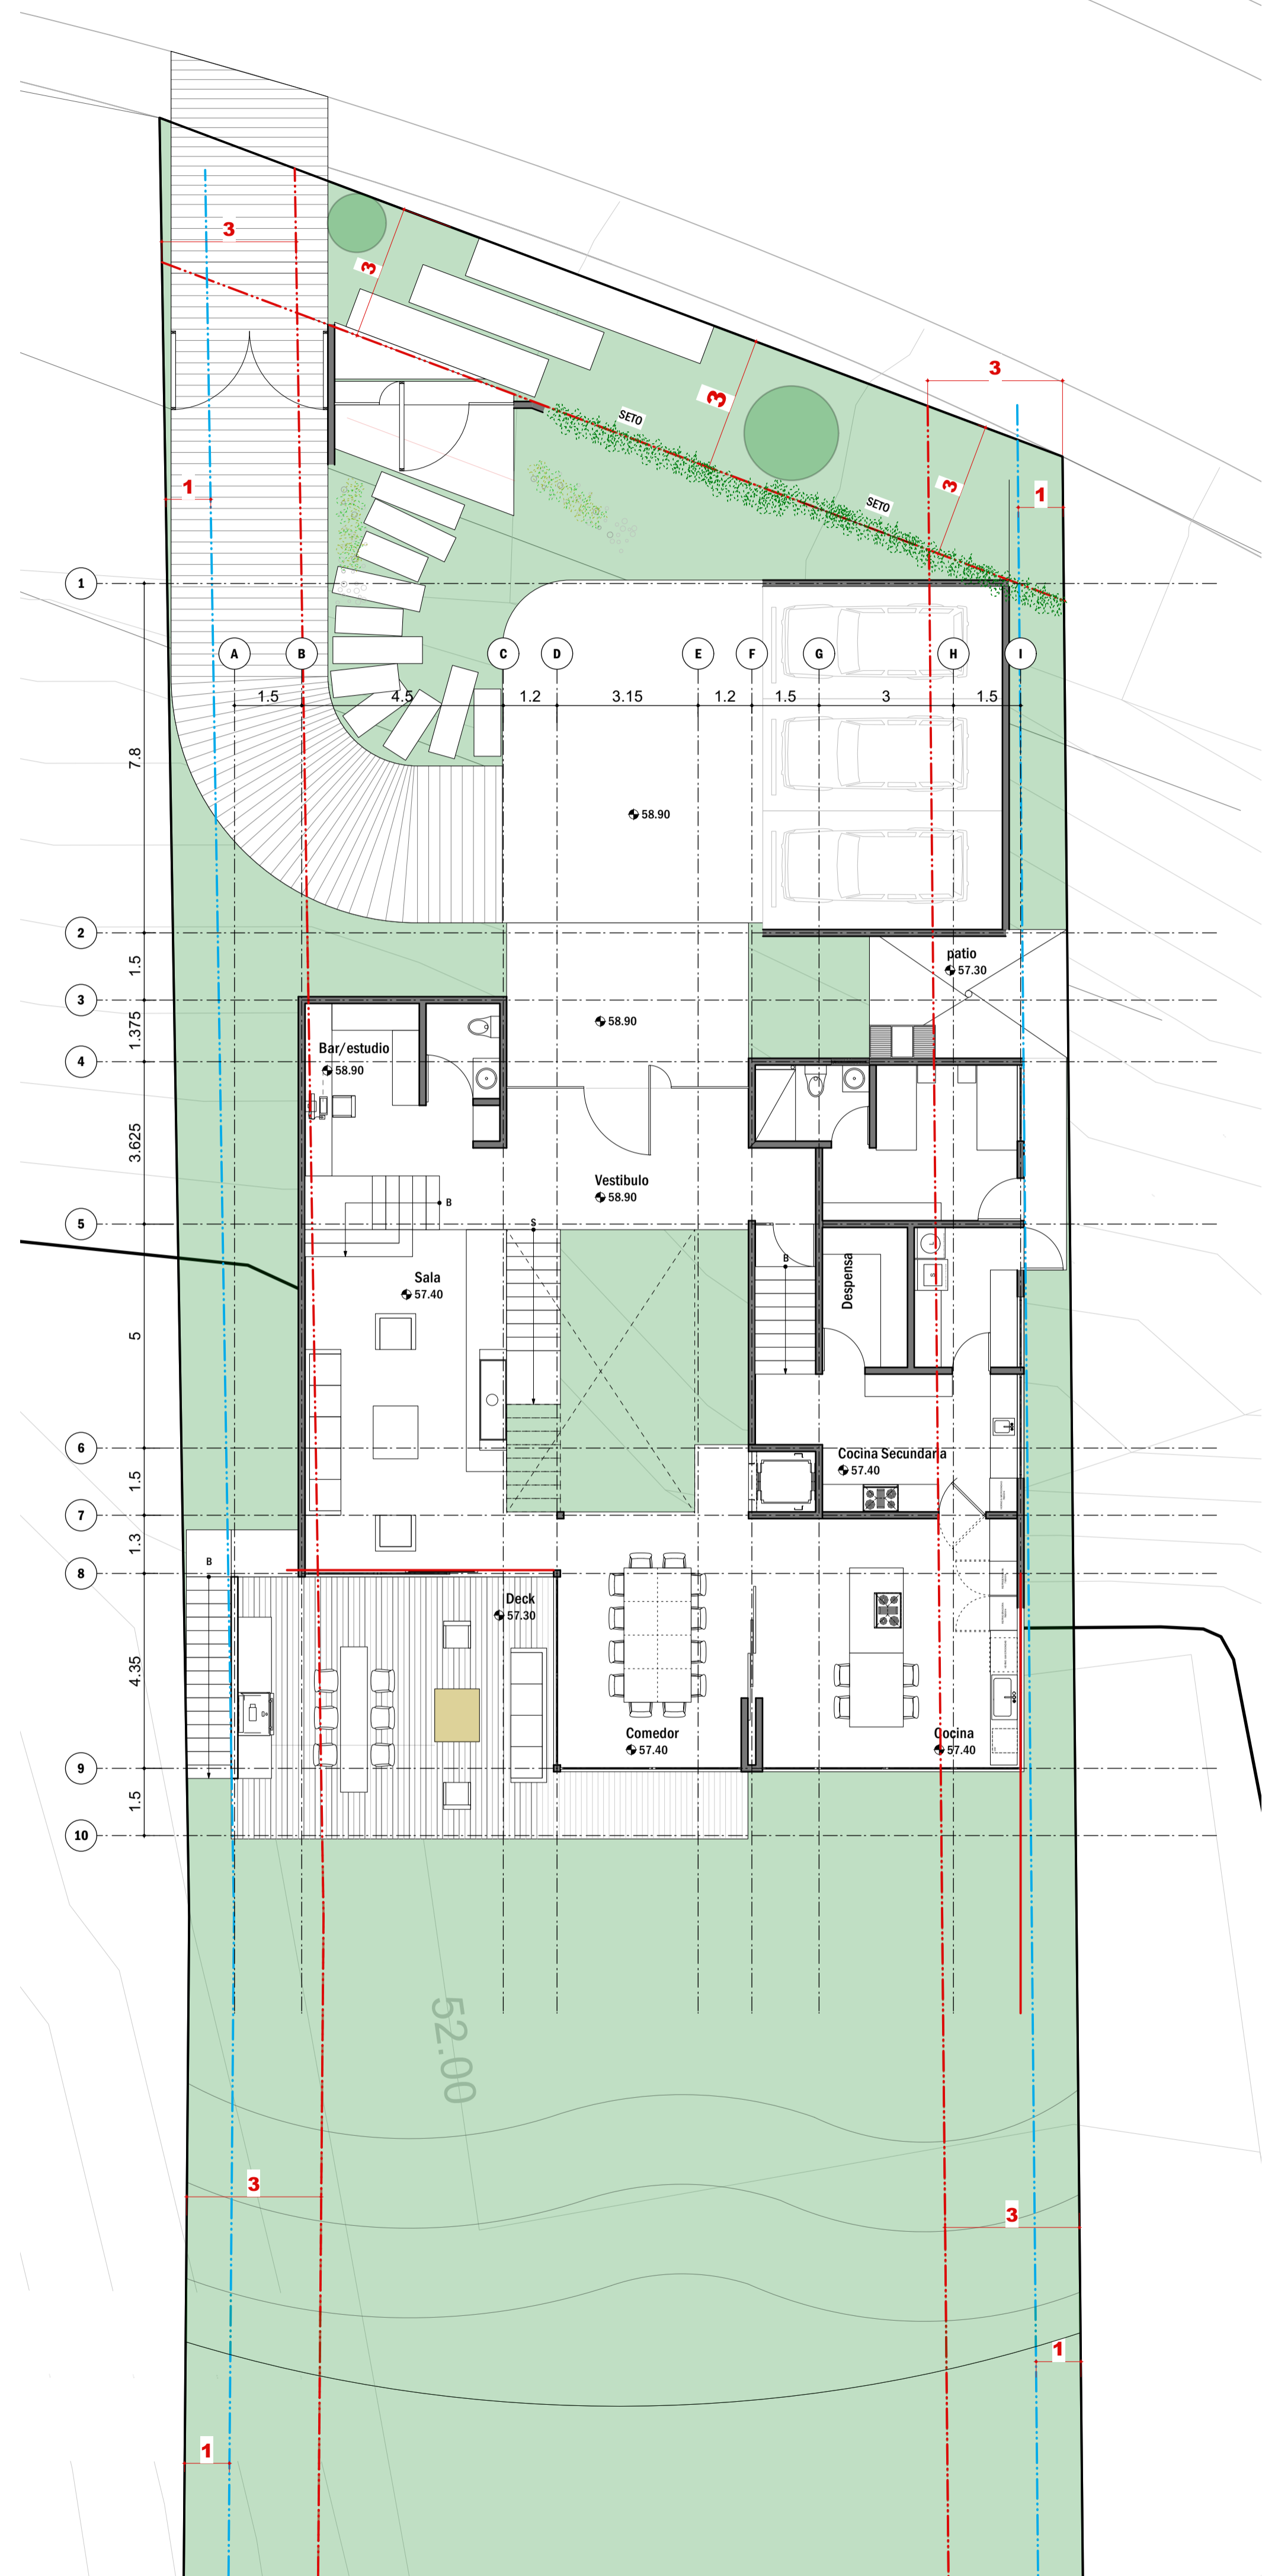 3
3
3
3
SETO
SETO
3
1
1
1
A
B
C
D
E
F
G
H
I
1.5
4.5
1.2
3.15
1.2
1.5
3
1.5
7.8
58.90
2
patio
57.30
1.5
3
58.90
1.375
Bar/estudio
58.90
4
3.625
Vestibulo
58.90
B
5
S
B
Despensa
L
S
Sala
57.40
5
6
Cocina Secundaria
57.40
1.5
7
1.3
8
B
Deck
57.30
4.35
Comedor
57.40
Cocina
57.40
9
1.5
10
52.00
3
3
1
1